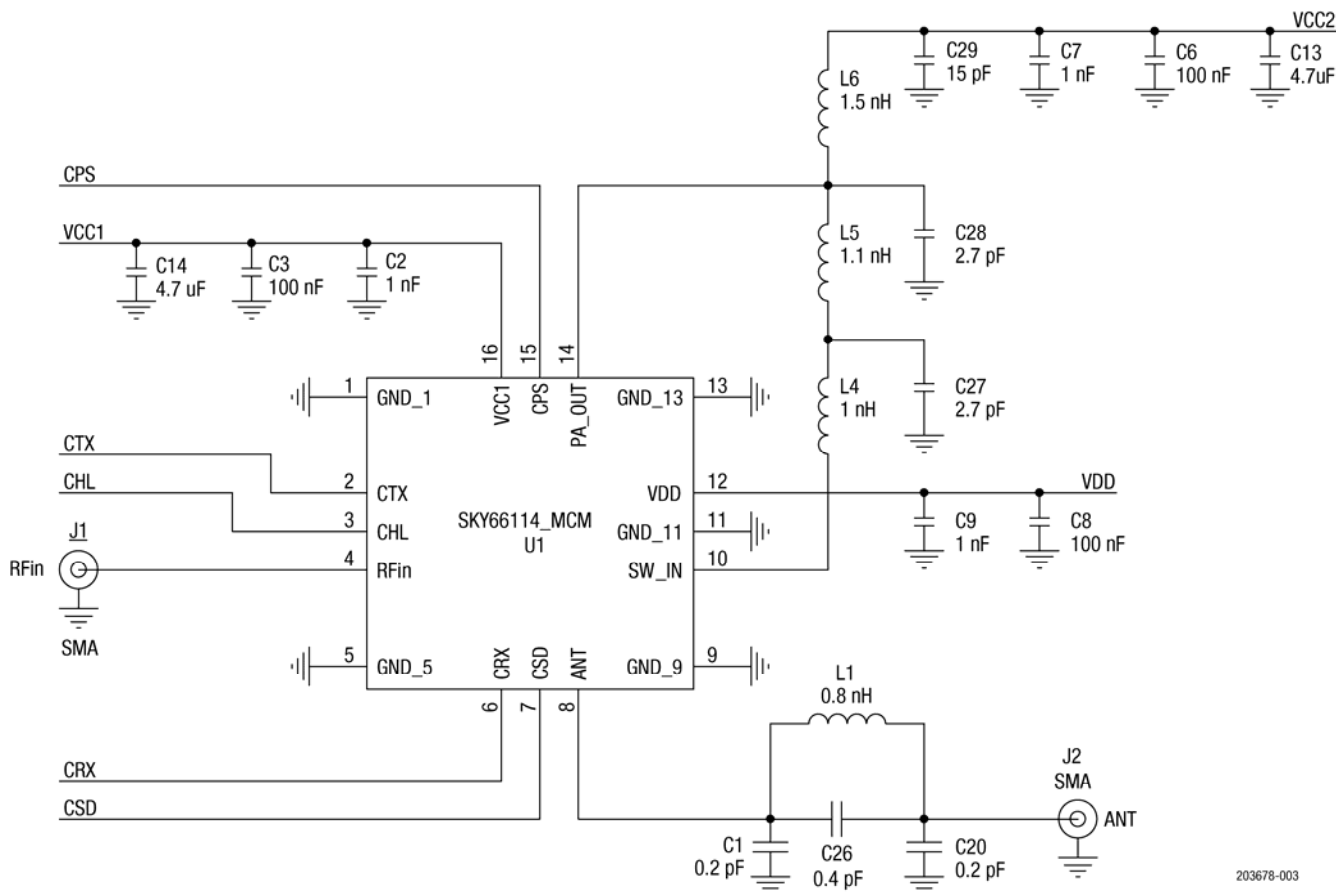 VCC2
C29
15 pF
C7
1 nF
C6
100 nF
C13
4.7uF
L6
1.5 nH
CPS
VCC1
C14
4.7 uF
C3
100 nF
C2
1 nF
L5
1.1 nH
C28
2.7 pF
16
15
14
L4
1 nH
C27
2.7 pF
1
GND_1
VCC1
CPS
PA_OUT
GND_13
13
CTX
2
CTX
VDD
12
VDD
CHL
3
CHL
SKY66114_MCM
U1
GND_11
11
C9
1 nF
C8
100 nF
J1
RFin
4
RFin
SW_IN
10
SMA
5
GND_5
CRX
CSD
ANT
GND_9
9
6
7
8
L1
0.8 nH
CRX
CSD
J2
SMA
ANT
C1
0.2 pF
C26
0.4 pF
C20
0.2 pF
203678-003